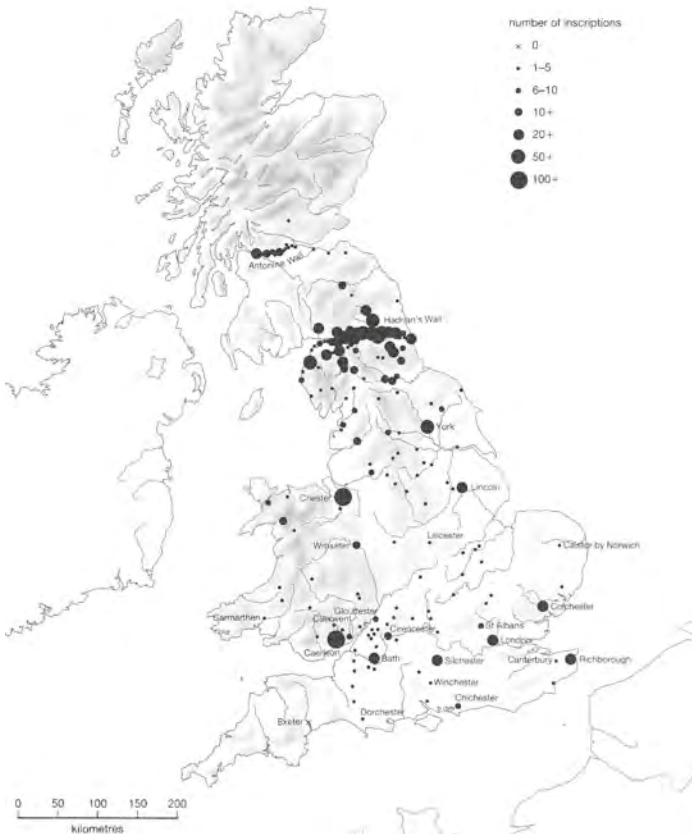 number of inscriptions
0
1–5
6–10
10+
20+
50+
100+
Antonine Wall
Hadrian's Wall
York
Chester
Lincoln
Wroxeter
Leicester
Caistor by Norwich
Carmarthen
Gloucester
Caerwent
Cirencester
St Albans
Colchester
London
Caerleon
Bath
Silchester
Canterbury
Richborough
Winchester
Chichester
Exeter
Dorchester
0 50 100 150 200
kilometres